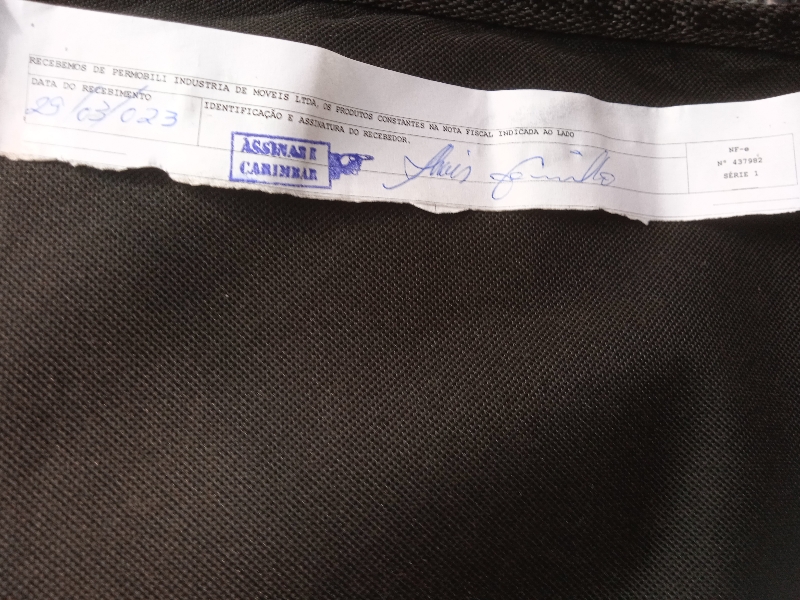 RECEBEMOS DE PERMOBILI INDUSTRIA DE MOVEIS LTDA, OS PRODUTOS CONSTANTES NA NOTA FISCAL INDICADA AO LADO
DATA DO RECEBIMENTO
29/03/023
IDENTIFICAÇÃO E ASSINATURA DO RECEBEDOR.
ASSINAR E
CARIMBAR
NF-e
Nº 437982
SÉRIE 1